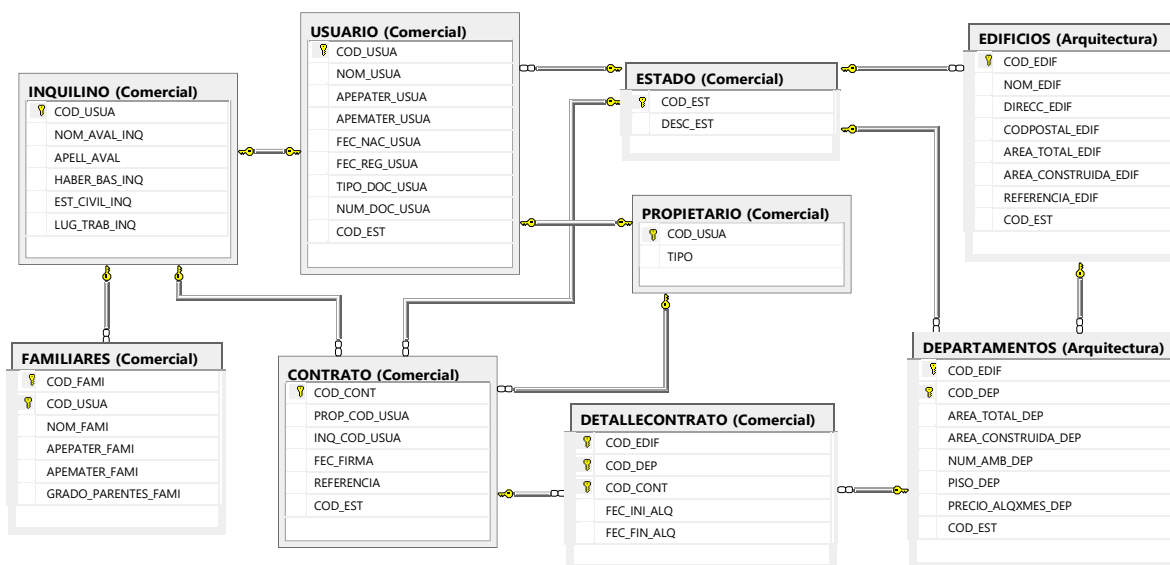 USUARIO (Comercial)
COD_USUA
NOM_USUA
APEPATER_USUA
APEMATER_USUA
FEC_NAC_USUA
FEC_REG_USUA
TIPO_DOC_USUA
NUM_DOC_USUA
COD_EST
EDIFICIOS (Arquitectura)
COD_EDIF
NOM_EDIF
DIRECC_EDIF
CODPOSTAL_EDIF
AREA_TOTAL_EDIF
AREA_CONSTRUIDA_EDIF
REFERENCIA_EDIF
COD_EST
ESTADO (Comercial)
COD_EST
DESC_EST
INQUILINO (Comercial)
COD_USUA
NOM_AVAL_INQ
APELL_AVAL
HABER_BAS_INQ
EST_CIVIL_INQ
LUG_TRAB_INQ
PROPIETARIO (Comercial)
COD_USUA
TIPO
FAMILIARES (Comercial)
COD_FAMI
COD_USUA
NOM_FAMI
APEPATER_FAMI
APEMATER_FAMI
GRADO_PARENTES_FAMI
CONTRATO (Comercial)
COD_CONT
PROP_COD_USUA
INQ_COD_USUA
FEC_FIRMA
REFERENCIA
COD_EST
DETALLECONTRATO (Comercial)
COD_EDIF
COD_DEP
COD_CONT
FEC_INI_ALQ
FEC_FIN_ALQ
DEPARTAMENTOS (Arquitectura)
COD_EDIF
COD_DEP
AREA_TOTAL_DEP
AREA_CONSTRUIDA_DEP
NUM_AMB_DEP
PISO_DEP
PRECIO_ALQXMES_DEP
COD_EST